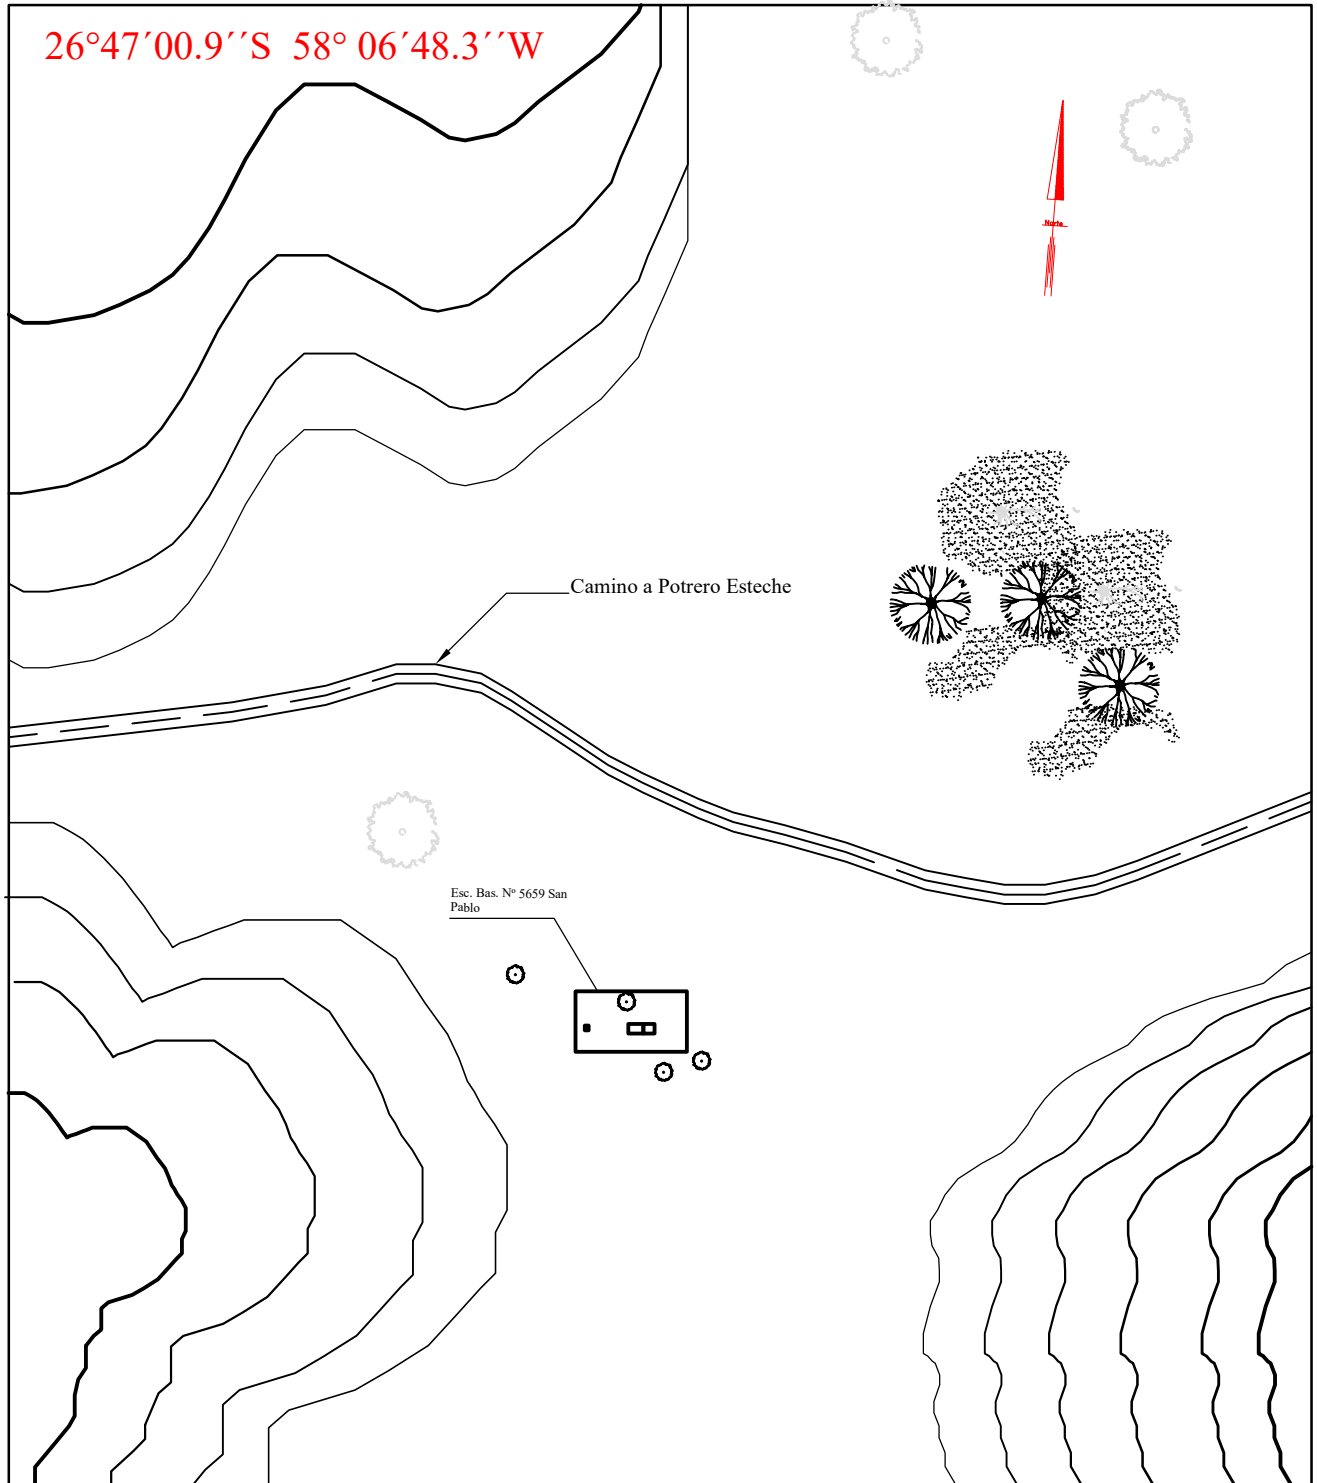 26°47´00.9´´S  58° 06´48.3´´W
Norte
Camino a Potrero Esteche
Esc. Bas. Nº 5659 San
Pablo